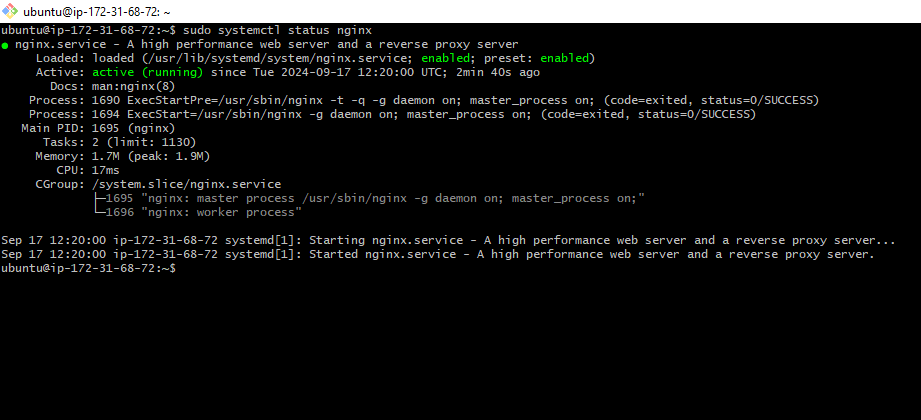 ubuntu@ip-172-31-68-72: ~
ubuntu@ip-172-31-68-72:~$ sudo systemctl status nginx
● nginx.service - A high performance web server and a reverse proxy server
     Loaded: loaded (/usr/lib/systemd/system/nginx.service; enabled; preset: enabled)
     Active: active (running) since Tue 2024-09-17 12:20:00 UTC; 2min 40s ago
       Docs: man:nginx(8)
    Process: 1690 ExecStartPre=/usr/sbin/nginx -t -q -g daemon on; master_process on; (code=exited, status=0/SUCCESS)
    Process: 1694 ExecStart=/usr/sbin/nginx -g daemon on; master_process on; (code=exited, status=0/SUCCESS)
   Main PID: 1695 (nginx)
      Tasks: 2 (limit: 1130)
     Memory: 1.7M (peak: 1.9M)
        CPU: 17ms
     CGroup: /system.slice/nginx.service
             ├─1695 "nginx: master process /usr/sbin/nginx -g daemon on; master_process on;"
             └─1696 "nginx: worker process"
Sep 17 12:20:00 ip-172-31-68-72 systemd[1]: Starting nginx.service - A high performance web server and a reverse proxy server...
Sep 17 12:20:00 ip-172-31-68-72 systemd[1]: Started nginx.service - A high performance web server and a reverse proxy server.
ubuntu@ip-172-31-68-72:~$